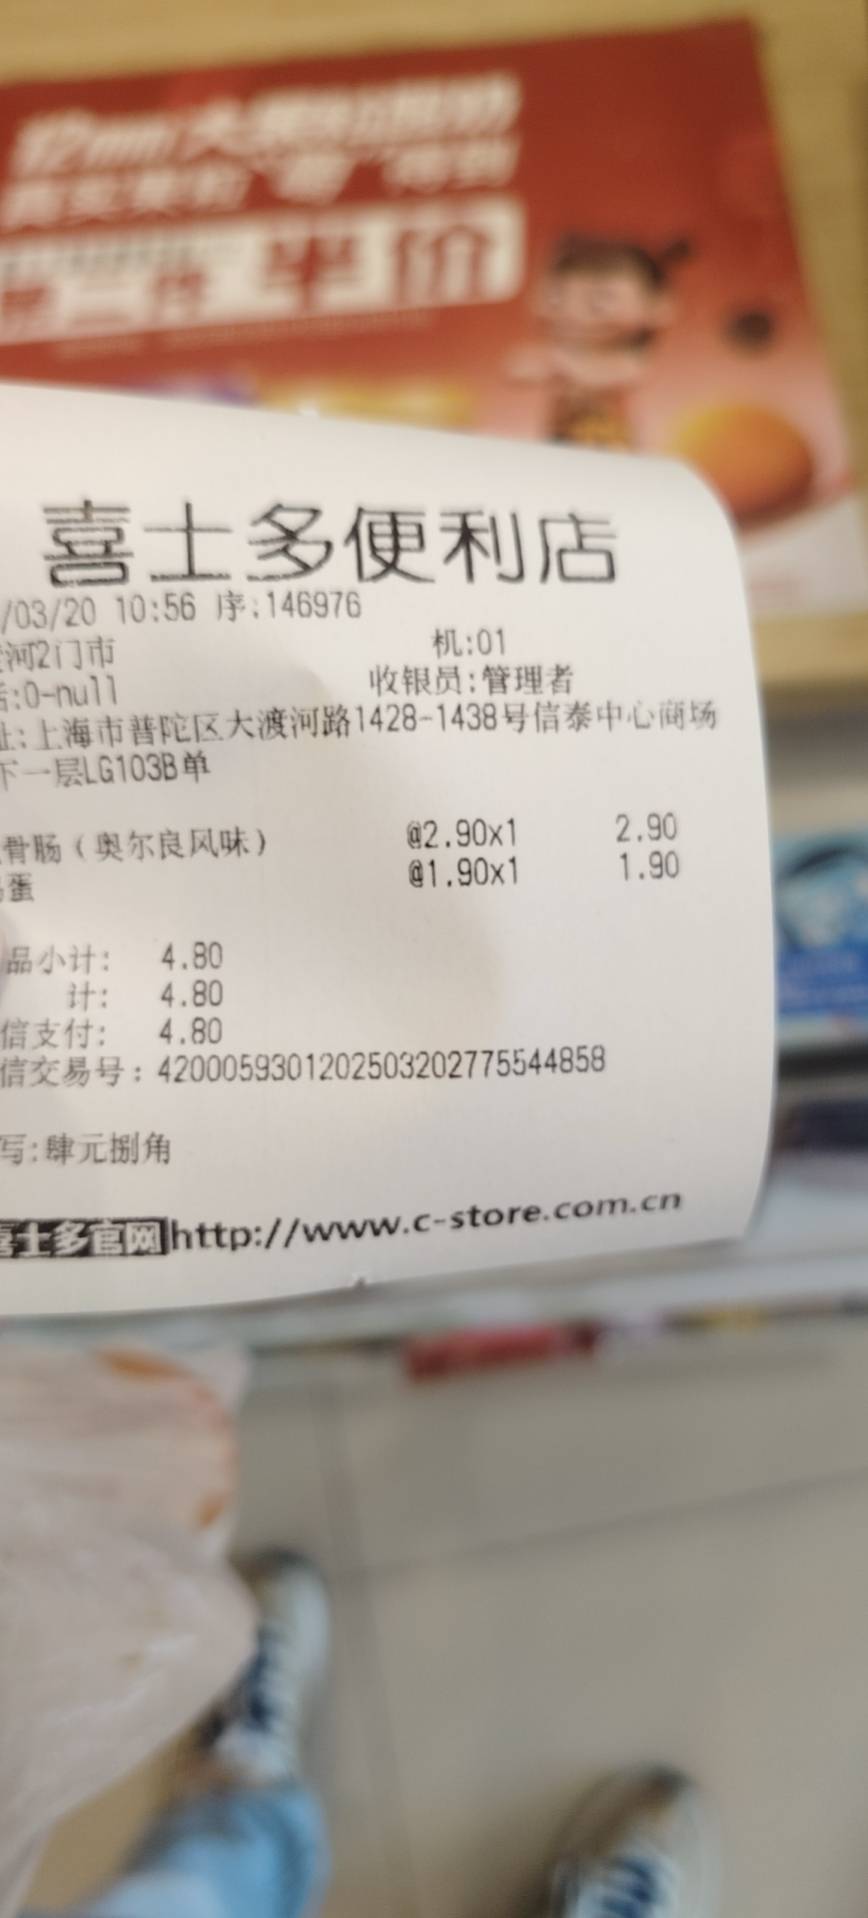 喜士多便利店
/03/20 10:56 序:146976
河2门市 机:01
:0-null 收银员:管理者
址:上海市普陀区大渡河路1428-1438号信泰中心商场
下一层LG103B单
骨肠（奥尔良风味） @2.90x1 2.90
蛋 @1.90x1 1.90
品小计: 4.80
计: 4.80
信支付: 4.80
信交易号: 4200059301202503202775544858
写:肆元捌角
喜士多官网http://www.c-store.com.cn